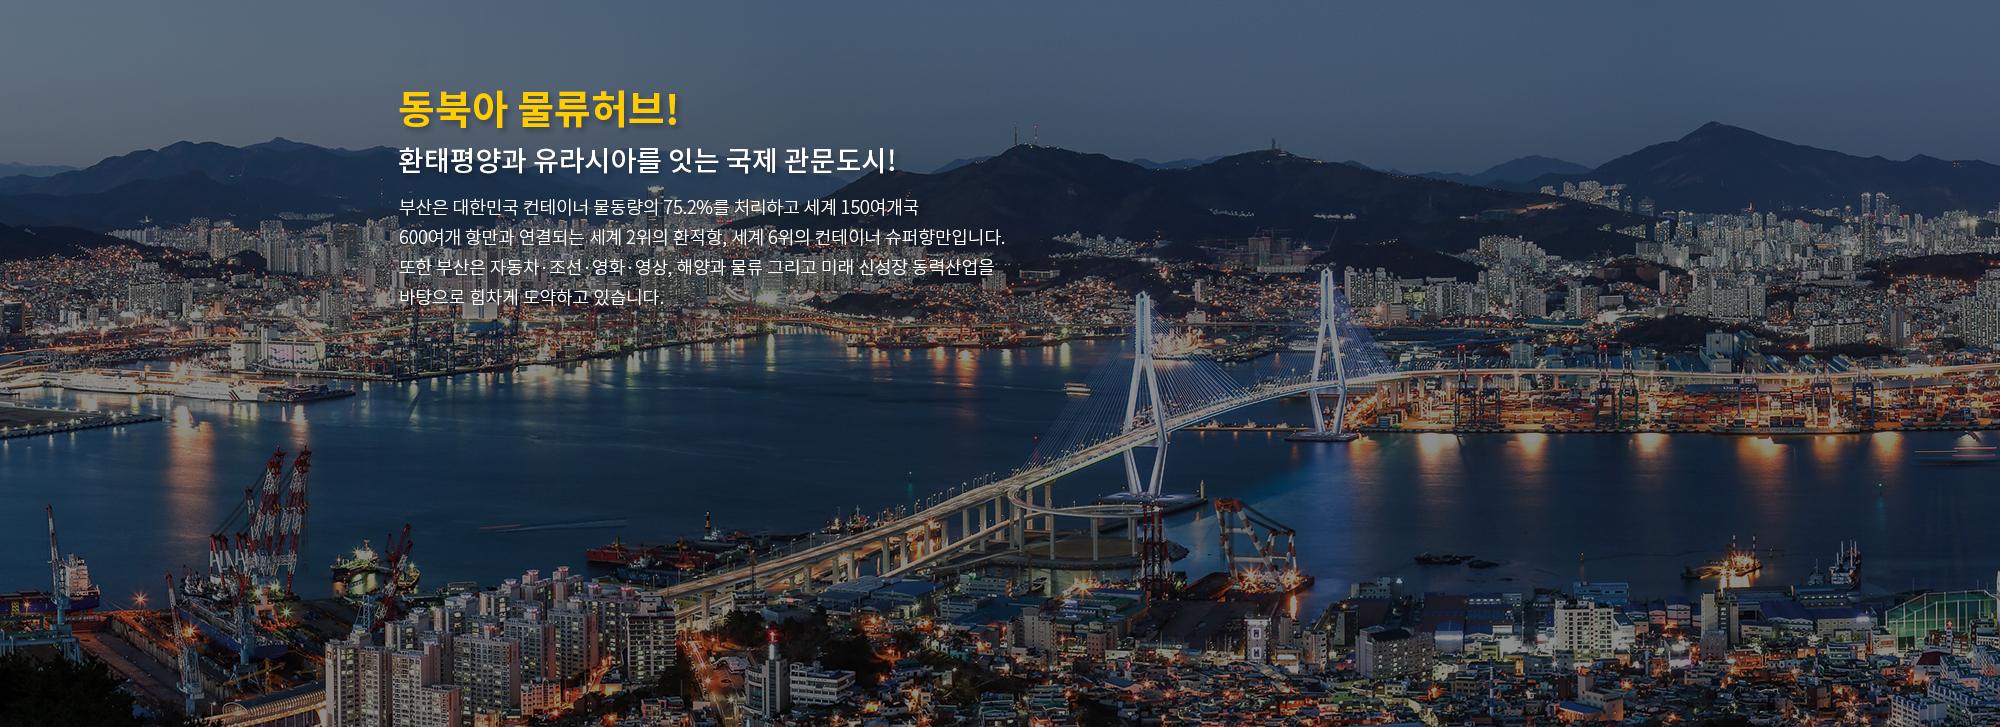 동북아 물류허브!
환태평양과 유라시아를 잇는 국제 관문도시!
부산은 대한민국 컨테이너 물동량의 75.2%를 처리하고 세계 150여개국
600여개 항만과 연결되는 세계 2위의 환적항, 세계 6위의 컨테이너 슈퍼항만입니다.
또한 부산은 자동차·조선·영화·영상, 해양과 물류 그리고 미래 신성장 동력산업을
바탕으로 힘차게 도약하고 있습니다.